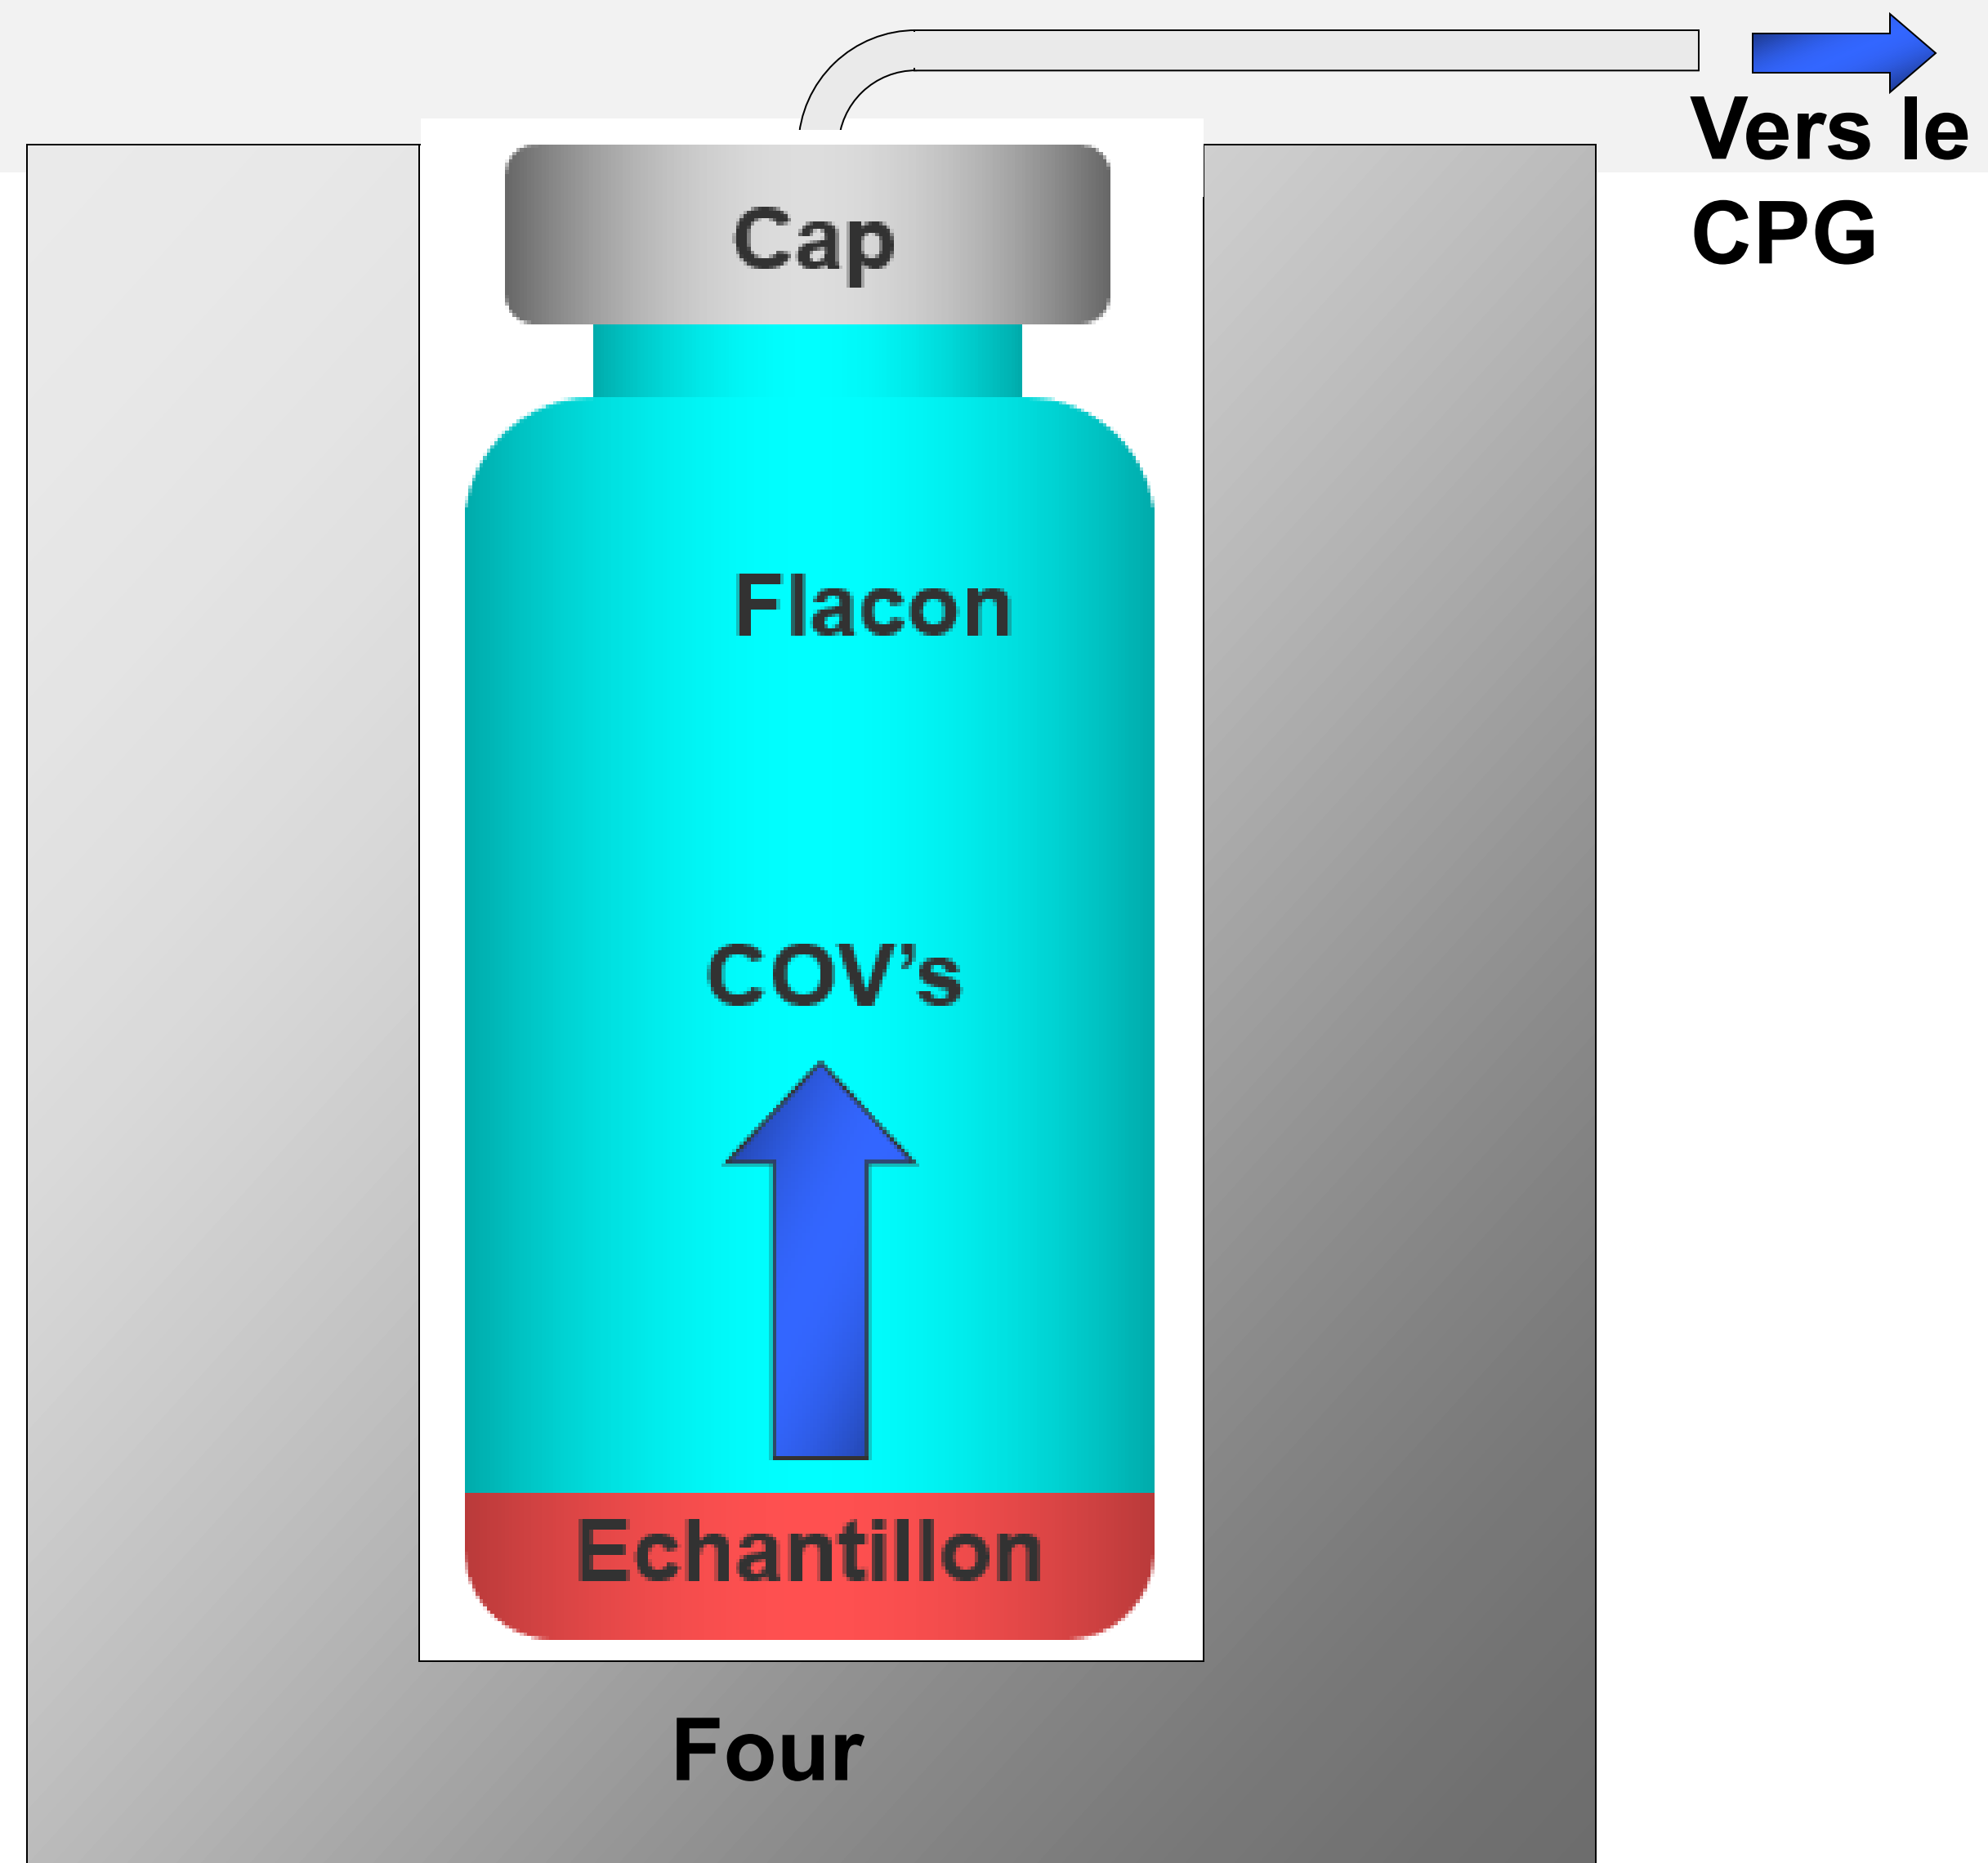 Vers le
CPG
Cap
Flacon
COV’s
Echantillon
Four